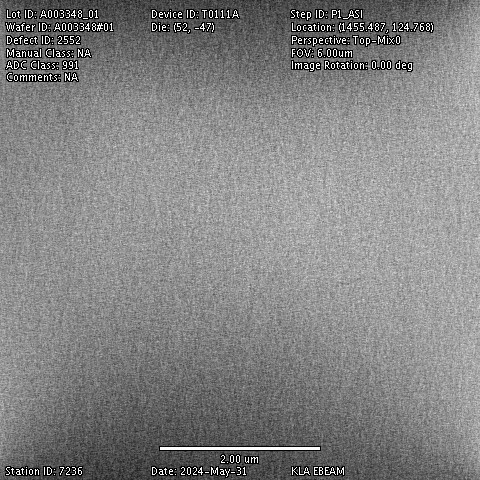 Lot ID: A003348_01 Device ID: T0111A Step ID: P1_ASI
Wafer ID: A003348#01 Die: (52, -47) Location: (1455.487, 124.768)
Defect ID: 2552 Perspective: Top-Mix0
Manual Class: NA FOV: 6.00um
ADC Class: 991 Image Rotation: 0.00 deg
Comments: NA
2.00 um
Station ID: 7236 Date: 2024-May-31 KLA EBEAM